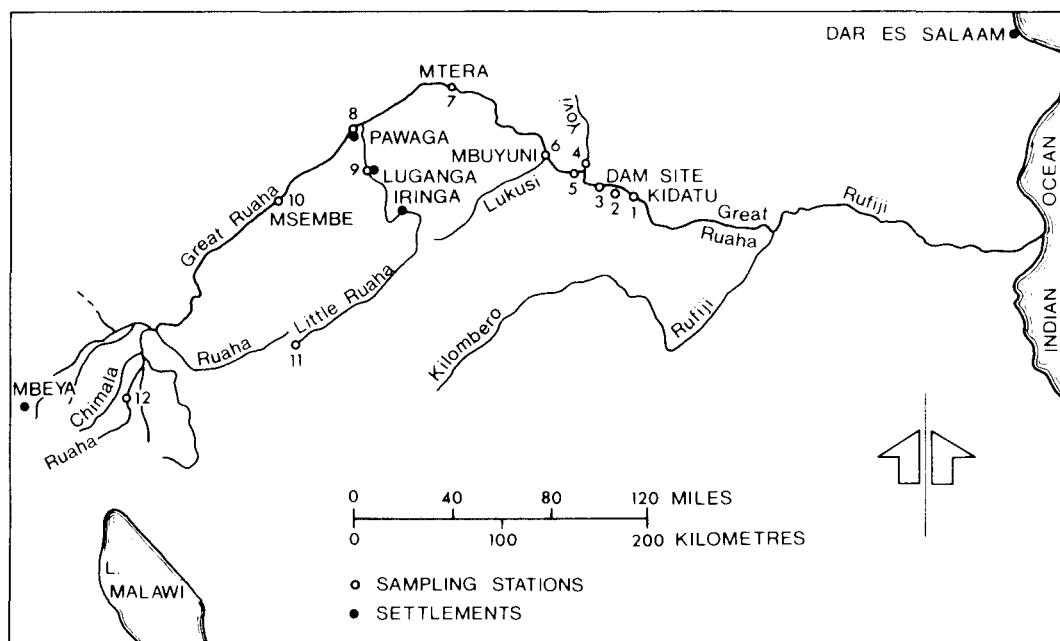 DAR ES SALAAM
MTERA
7
8
PAWAGA
Yovi
4
6
MBUYUNI
5
9
LUGANGA
IRINGA
Lukusi
DAM SITE
3
2
KIDATU
1
10
MSEMBE
Great Ruaha
Great
Ruaha
Rufiji
OCEAN
INDIAN
Little Ruaha
11
Ruaha
Kilombero
Rufiji
MBEYA
Chimala
12
Ruaha
0 40 80 120 MILES
0 100 200 KILOMETRES
L.
MALAWI
SAMPLING STATIONS
SETTLEMENTS